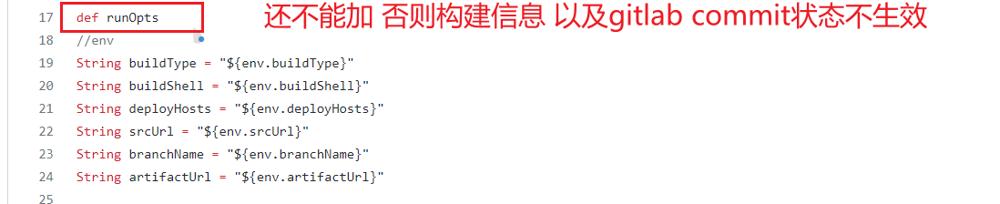 17 def runOpts
还不能加 否则构建信息 以及gitlab commit状态不生效
18 //env
19 String buildType = "${env.buildType}"
20 String buildShell = "${env.buildShell}"
21 String deployHosts = "${env.deployHosts}"
22 String srcUrl = "${env.srcUrl}"
23 String branchName = "${env.branchName}"
24 String artifactUrl = "${env.artifactUrl}"
25